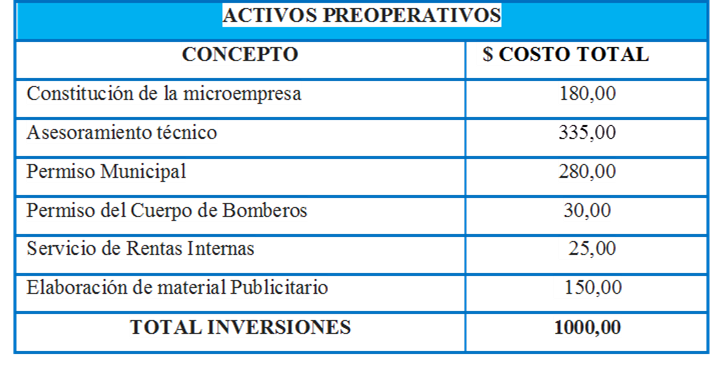 ACTIVOS PREOPERATIVOS
CONCEPTO $ COSTO TOTAL
Constitución de la microempresa 180,00
Asesoramiento técnico 335,00
Permiso Municipal 280,00
Permiso del Cuerpo de Bomberos 30,00
Servicio de Rentas Internas 25,00
Elaboración de material Publicitario 150,00
TOTAL INVERSIONES 1000,00